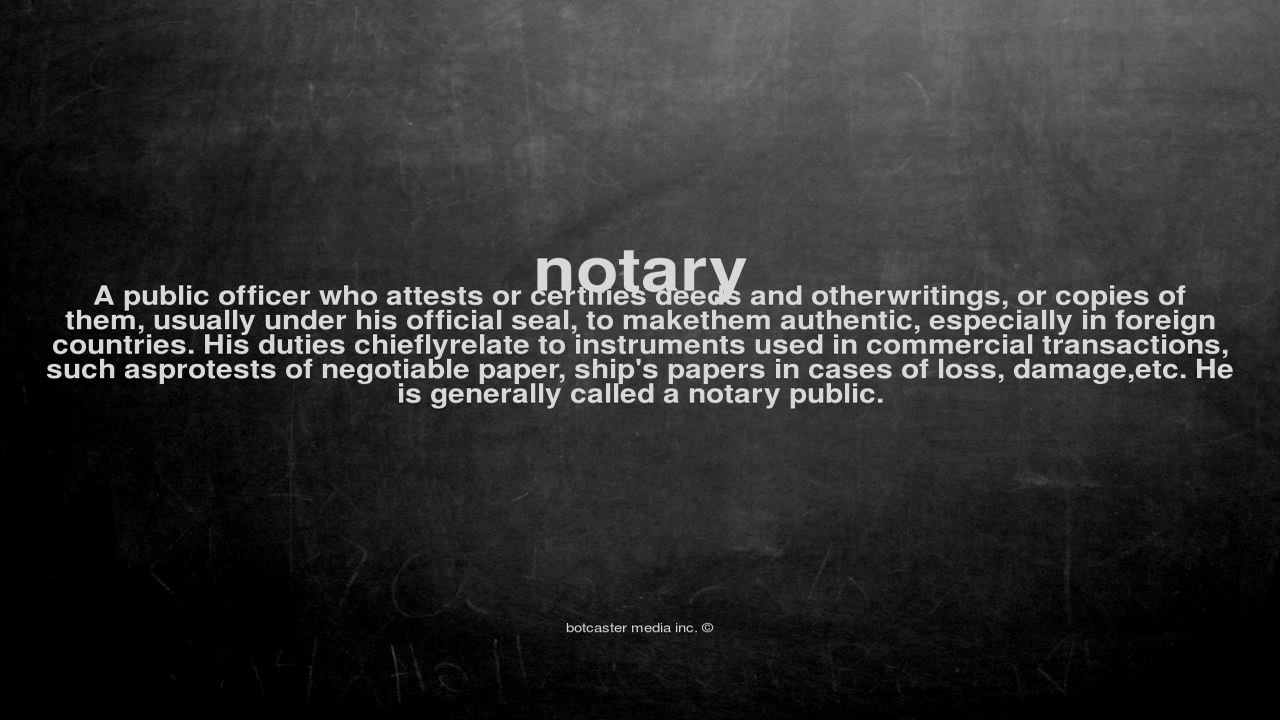 notary
A public officer who attests or certifies deeds and otherwritings, or copies of
them, usually under his official seal, to makethem authentic, especially in foreign
countries. His duties chieflyrelate to instruments used in commercial transactions,
such asprotests of negotiable paper, ship's papers in cases of loss, damage,etc. He
is generally called a notary public.
botcaster media inc. ©